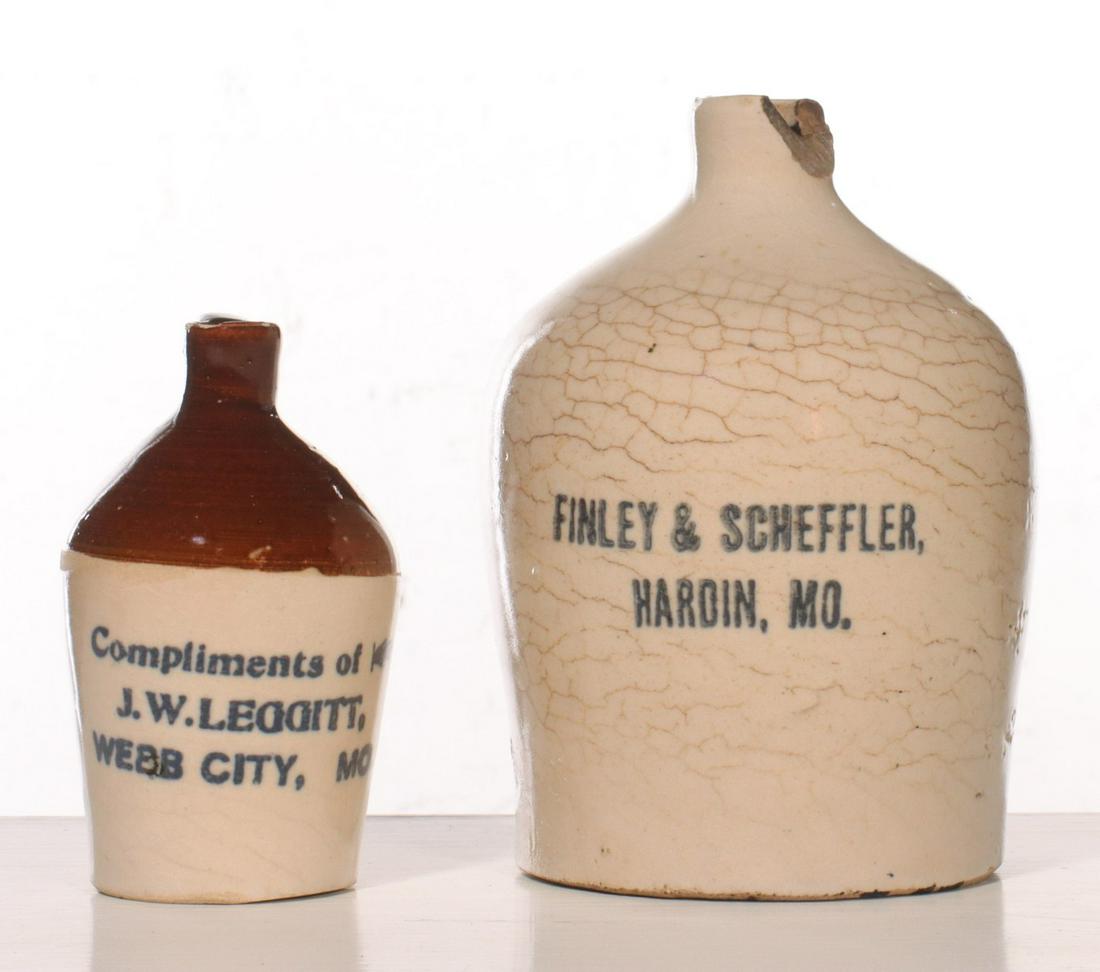 Compliments of
J.W. LEGGITT,
WEBB CITY, MO
FINLEY & SCHEFFLER,
HARDIN, MO.